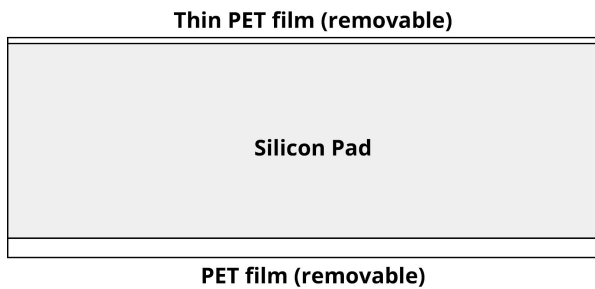 Thin PET film (removable)
Silicon Pad
PET film (removable)